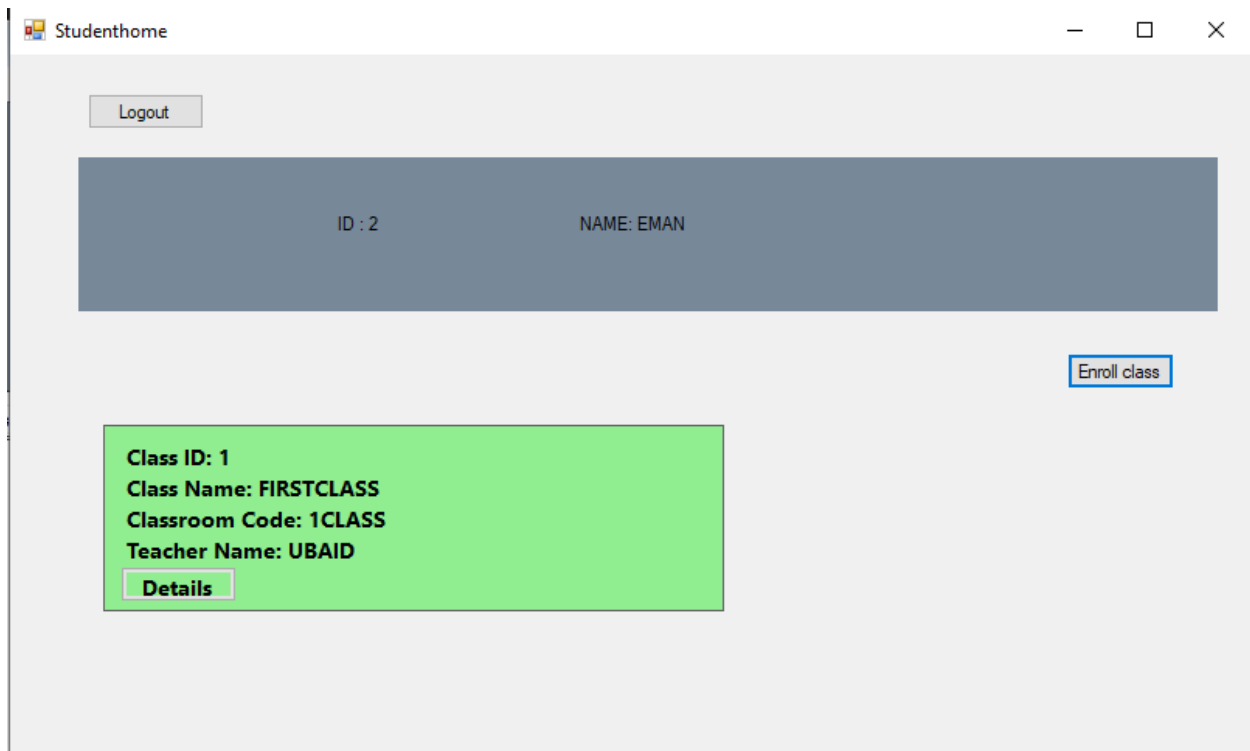 Studenthome
Logout
ID : 2 NAME: EMAN
Enroll class
Class ID: 1
Class Name: FIRSTCLASS
Classroom Code: 1CLASS
Teacher Name: UBAID
Details